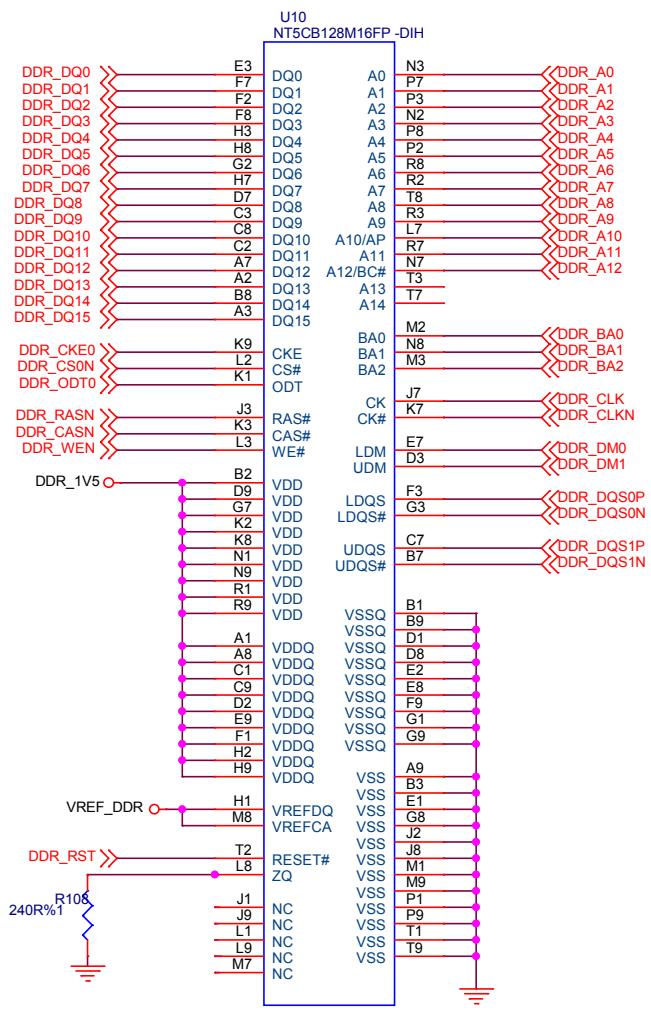 U10
NT5CB128M16FP -DIH
DDR_DQ0 E3 DQ0 A0 N3 DDR_A0
DDR_DQ1 F7 DQ1 A1 P7 DDR_A1
DDR_DQ2 F2 DQ2 A2 P3 DDR_A2
DDR_DQ3 F8 DQ3 A3 N2 DDR_A3
DDR_DQ4 H3 DQ4 A4 P8 DDR_A4
DDR_DQ5 H8 DQ5 A5 P2 DDR_A5
DDR_DQ6 G2 DQ6 A6 R8 DDR_A6
DDR_DQ7 H7 DQ7 A7 R2 DDR_A7
DDR_DQ8 D7 DQ8 A8 T8 DDR_A8
DDR_DQ9 C3 DQ9 A9 R3 DDR_A9
DDR_DQ10 C8 DQ10 A10/AP L7 DDR_A10
DDR_DQ11 C2 DQ11 A11 R7 DDR_A11
DDR_DQ12 A7 DQ12 A12/BC# N7 DDR_A12
DDR_DQ13 A2 DQ13 A13 T3
DDR_DQ14 B8 DQ14 A14 T7
DDR_DQ15 A3 DQ15
BA0 M2 DDR_BA0
DDR_CKE0 K9 CKE BA1 N8 DDR_BA1
DDR_CS0N L2 CS# BA2 M3 DDR_BA2
DDR_ODT0 K1 ODT
CK J7 DDR_CLK
DDR_RASN J3 RAS# CK# K7 DDR_CLKN
DDR_CASN K3 CAS#
DDR_WEN L3 WE# LDM E7 DDR_DM0
UDM D3 DDR_DM1
DDR_1V5 B2 VDD
D9 VDD LDQS F3 DDR_DQS0P
G7 VDD LDQS# G3 DDR_DQS0N
K2 VDD
K8 VDD UDQS C7 DDR_DQS1P
N1 VDD UDQS# B7 DDR_DQS1N
N9 VDD
R1 VDD
R9 VDD VSSQ B1
VSSQ B9
A1 VDDQ VSSQ D1
A8 VDDQ VSSQ D8
C1 VDDQ VSSQ E2
C9 VDDQ VSSQ E8
D2 VDDQ VSSQ F9
E9 VDDQ VSSQ G1
F1 VDDQ VSSQ G9
H2 VDDQ
H9 VDDQ VSS A9
VSS B3
VREF_DDR H1 VREFDQ VSS E1
M8 VREFCA VSS G8
VSS J2
DDR_RST T2 RESET# VSS J8
L8 ZQ VSS M1
VSS M9
R108
240R%1
J1 NC VSS P1
J9 NC VSS P9
L1 NC VSS T1
L9 NC VSS T9
M7 NC